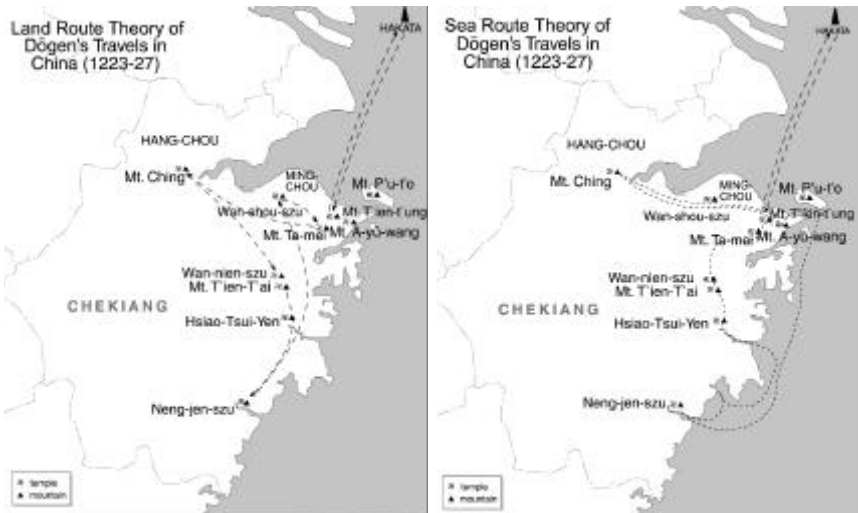 Land Route Theory of
Dōgen's Travels in
China (1223-27)
HAKATA
HANG-CHOU
Mt. Ching
MING-
CHOU
Mt. P'u-t'o
Wan-shou-szu
Mt. T'ien-t'ung
Mt. Ta-mei
Mt. A-yü-wang
Wan-nien-szu
Mt. T'ien-T'ai
CHEKIANG
Hsiao-Tsui-Yen
Neng-jen-szu
temple
mountain
Sea Route Theory of
Dōgen's Travels in
China (1223-27)
HAKATA
HANG-CHOU
Mt. Ching
MING-
CHOU
Mt. P'u-t'o
Wan-shou-szu
Mt. T'ien-t'ung
Mt. Ta-mei
Mt. A-yü-wang
Wan-nien-szu
Mt. T'ien-T'ai
CHEKIANG
Hsiao-Tsui-Yen
Neng-jen-szu
temple
mountain